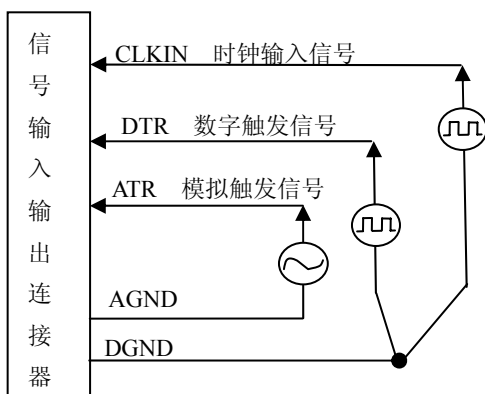 信号输入输出连接器
CLKIN 时钟输入信号
DTR 数字触发信号
ATR 模拟触发信号
AGND
DGND